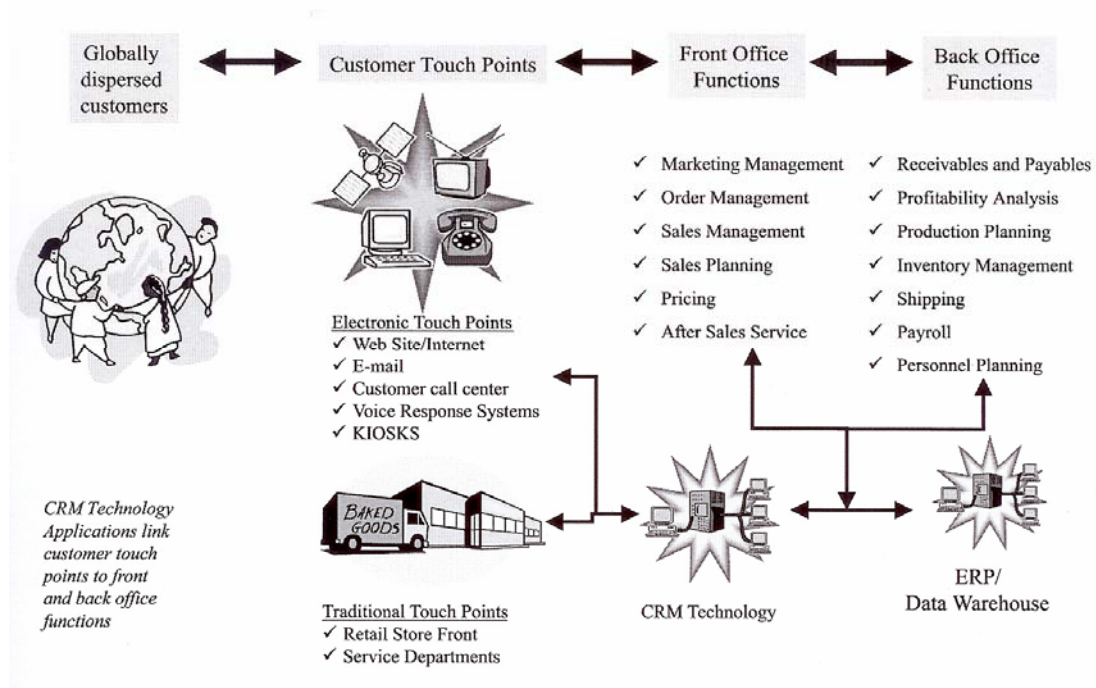 Globally
dispersed
customers
Customer Touch Points
Front Office
Functions
Back Office
Functions
Electronic Touch Points
✓ Web Site/Internet
✓ E-mail
✓ Customer call center
✓ Voice Response Systems
✓ KIOSKS
BAKED
GOODS
Traditional Touch Points
✓ Retail Store Front
✓ Service Departments
✓ Marketing Management
✓ Order Management
✓ Sales Management
✓ Sales Planning
✓ Pricing
✓ After Sales Service
✓ Receivables and Payables
✓ Profitability Analysis
✓ Production Planning
✓ Inventory Management
✓ Shipping
✓ Payroll
✓ Personnel Planning
CRM Technology
ERP/
Data Warehouse
CRM Technology
Applications link
customer touch
points to front
and back office
functions